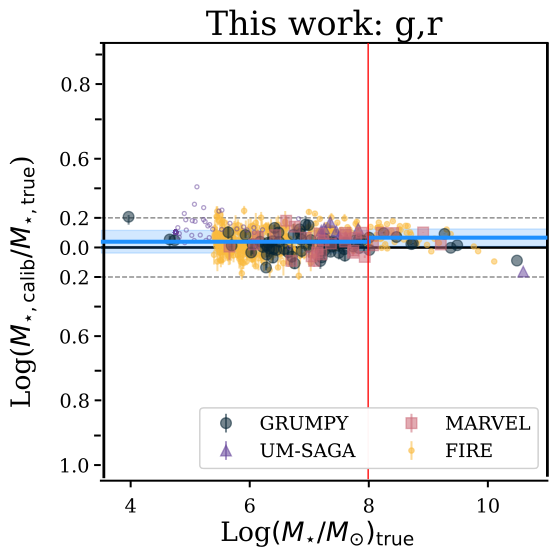 This work: g,r
Log(M⋆,calib/M⋆,true)
0.8
0.6
0.2
0.0
0.2
0.6
0.8
1.0
4 6 8 10
GRUMPY MARVEL
UM-SAGA FIRE
Log(M⋆/M⊙)true